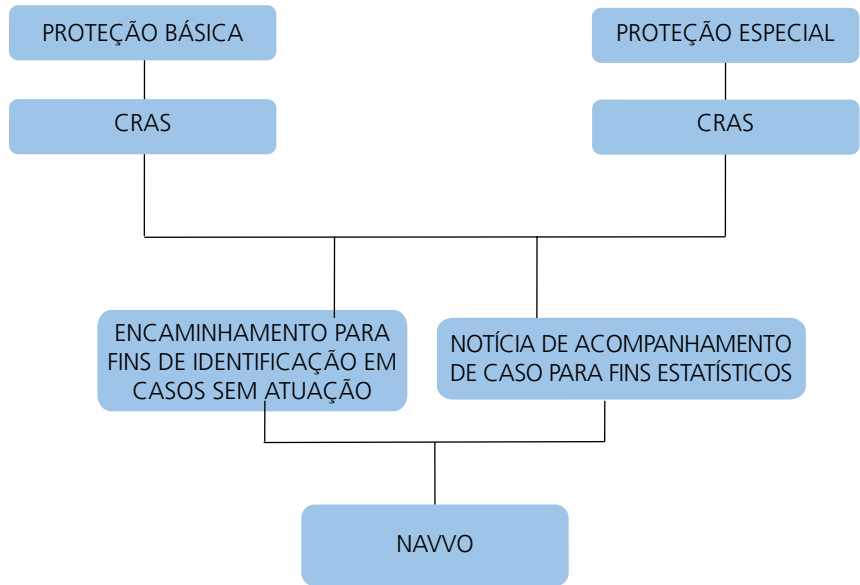 PROTEÇÃO BÁSICA
PROTEÇÃO ESPECIAL
CRAS
CRAS
ENCAMINHAMENTO PARA
FINS DE IDENTIFICAÇÃO EM
CASOS SEM ATUAÇÃO
NOTÍCIA DE ACOMPANHAMENTO
DE CASO PARA FINS ESTATÍSTICOS
NAVVO